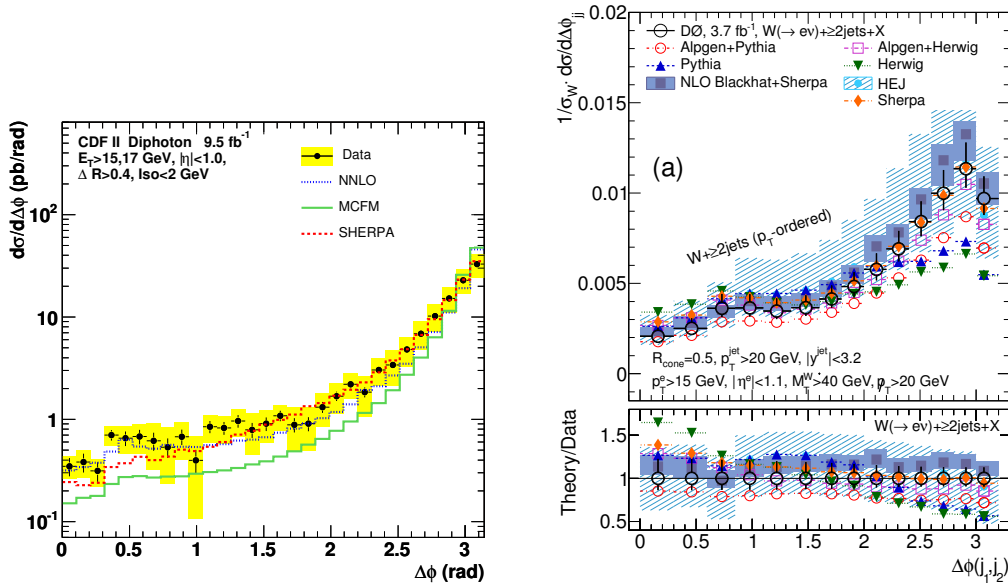 CDF II Diphoton 9.5 fb⁻¹
E_T>15,17 GeV, |η|<1.0,
Δ R>0.4, Iso<2 GeV
Data
NNLO
MCFM
SHERPA
dσ/dΔϕ (pb/rad)
10²
10
1
10⁻¹
0 0.5 1 1.5 2 2.5 3
Δϕ (rad)
1/σ_W· dσ/dΔϕ_jj
0.02
0.015
0.01
0.005
0
DØ, 3.7 fb⁻¹, W(→ eν)+≥2jets+X
Alpgen+Pythia
Alpgen+Herwig
Pythia
Herwig
NLO Blackhat+Sherpa
HEJ
Sherpa
(a)
W+≥2jets (p_T-ordered)
R_cone=0.5, p_T^jet>20 GeV, |y^jet|<3.2
p_T^e>15 GeV, |η^e|<1.1, M_T^W>40 GeV, p̸_T>20 GeV
Theory/Data
1.5
1
0.5
W(→ eν)+≥2jets+X
0 0.5 1 1.5 2 2.5 3
Δϕ(j_1,j_2)